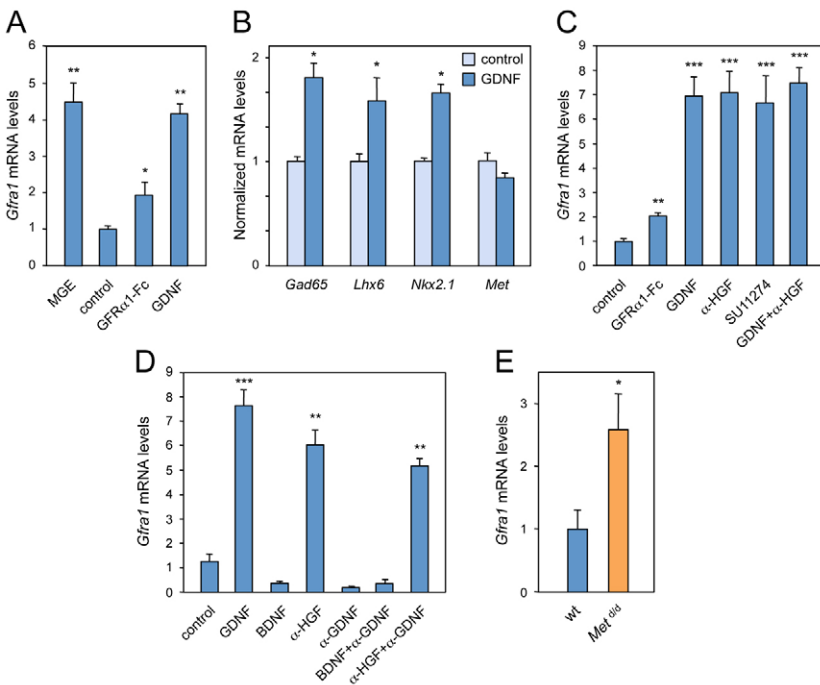 A
Gfra1 mRNA levels
6
5
4
3
2
1
0
**
*
**
MGE
control
GFRα1-Fc
GDNF
B
Normalized mRNA levels
2
1
0
control
GDNF
*
*
*
Gad65
Lhx6
Nkx2.1
Met
C
Gfra1 mRNA levels
9
8
7
6
5
4
3
2
1
0
**
***
***
***
***
control
GFRα1-Fc
GDNF
α-HGF
SU11274
GDNF+α-HGF
D
Gfra1 mRNA levels
9
8
7
6
5
4
3
2
1
0
***
**
**
control
GDNF
BDNF
α-HGF
α-GDNF
BDNF+α-GDNF
α-HGF+α-GDNF
E
Gfra1 mRNA levels
3
2
1
0
*
wt
Met d/d